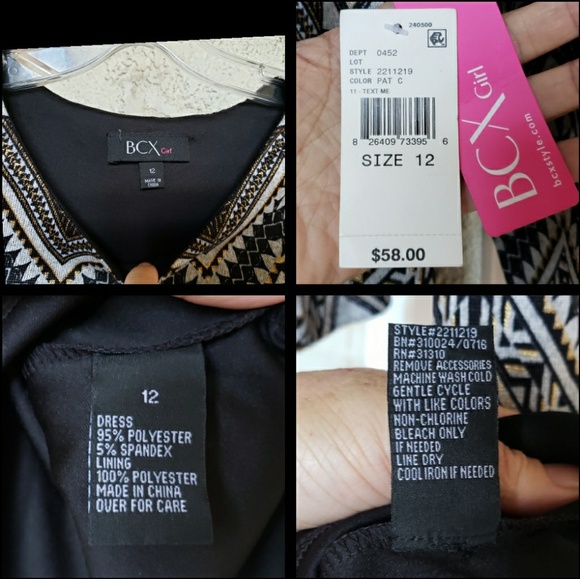 BCX Girl
12
MADE IN
CHINA
240500
DEPT 0452
LOT
STYLE 2211219
COLOR PAT C
11 - TEXT ME
8 26409 73395 6
SIZE 12
$58.00
BCX Girl
bcxstyle.com
12
DRESS
95% POLYESTER
5% SPANDEX
LINING
100% POLYESTER
MADE IN CHINA
OVER FOR CARE
STYLE#2211219
BN#310024/0716
RN#31310
REMOVE ACCESSORIES
MACHINE WASH COLD
GENTLE CYCLE
WITH LIKE COLORS
NON-CHLORINE
BLEACH ONLY
IF NEEDED
LINE DRY
COOL IRON IF NEEDED